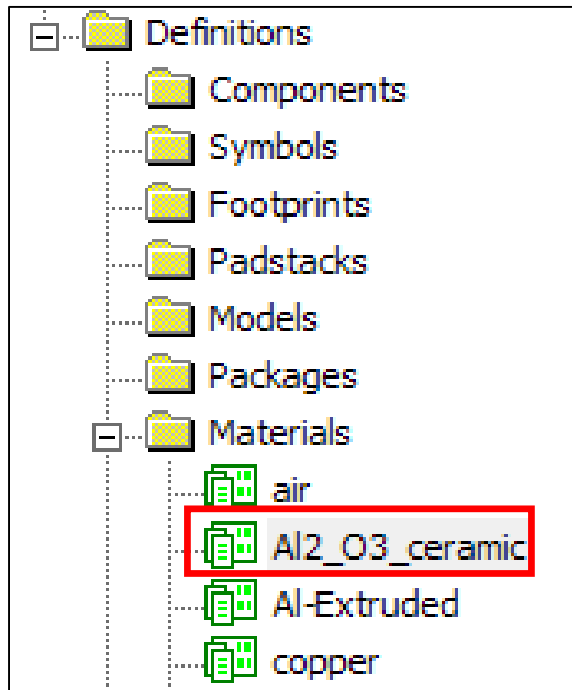 Definitions
Components
Symbols
Footprints
Padstacks
Models
Packages
Materials
air
Al2_O3_ceramic
Al-Extruded
copper